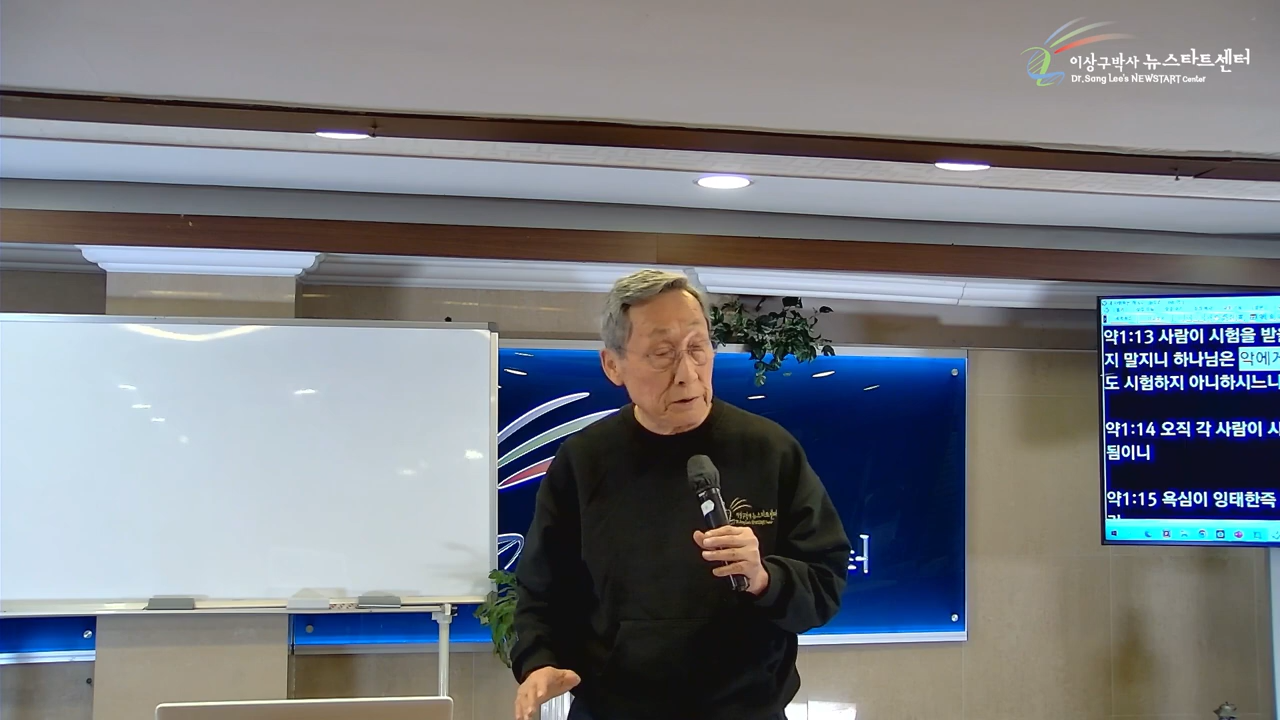 이상구박사 뉴스타트센터
Dr. Sang Lee's NEWSTART Center
약1:13 사람이 시험을 받을
지 말지니 하나님은 악에게
도 시험하지 아니하시느니
약1:14 오직 각 사람이
됨이니
약1:15 욕심이 잉태한즉
터